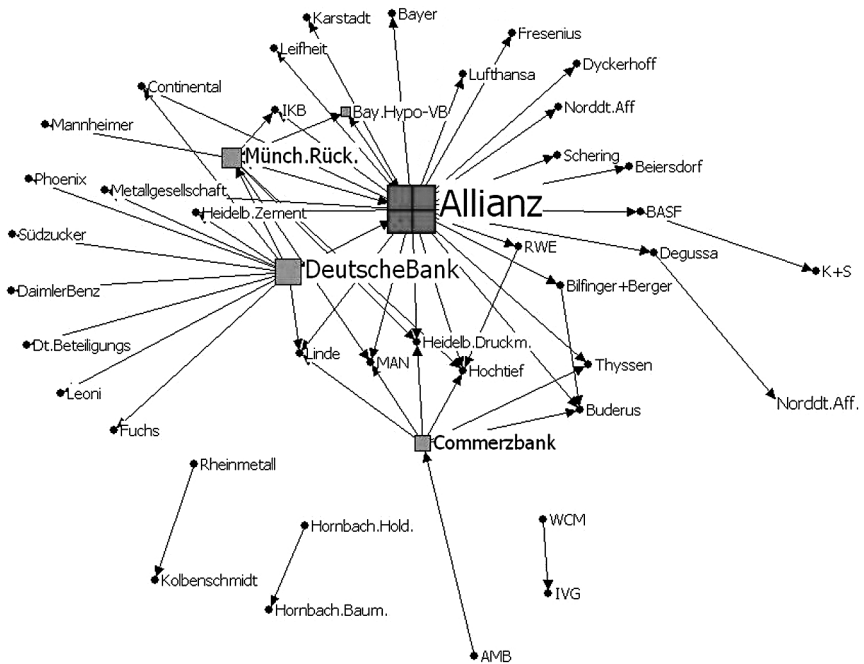 Karstadt
Bayer
Leifheit
Fresenius
Lufthansa
Dyckerhoff
Continental
IKB
Bay.Hypo-VB
Norddt.Aff
Mannheimer
Münch.Rück.
Schering
Beiersdorf
Phoenix
Metallgesellschaft
Allianz
Heidelb.Zement
BASF
Südzucker
RWE
Degussa
DeutscheBank
K+S
DaimlerBenz
Bilfinger+Berger
Dt.Beteiligungs
Linde
MAN
Heidelb.Druckm.
Hochtief
Thyssen
Leoni
Norddt.Aff.
Buderus
Fuchs
Commerzbank
Rheinmetall
Hornbach.Hold.
WCM
Kolbenschmidt
IVG
Hornbach.Baum.
AMB